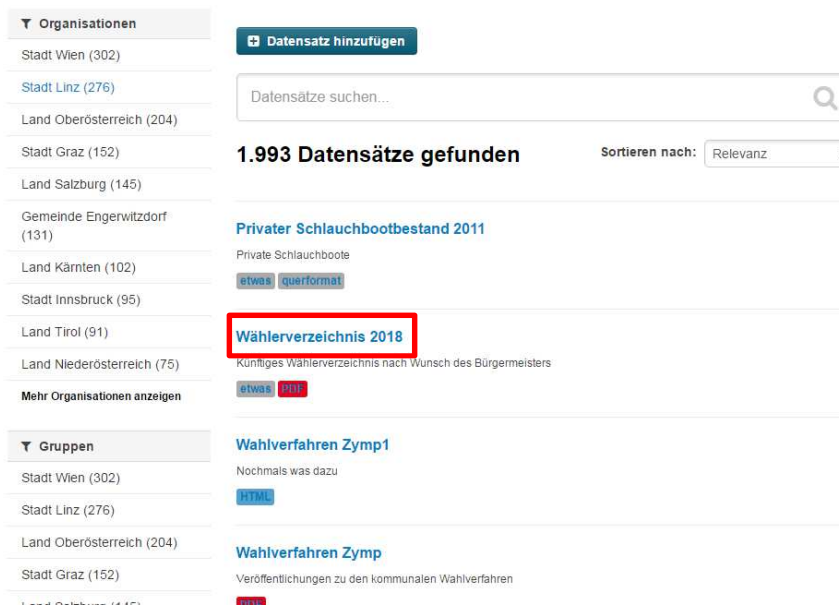 Organisationen
Stadt Wien (302)
Stadt Linz (276)
Land Oberösterreich (204)
Stadt Graz (152)
Land Salzburg (145)
Gemeinde Engerwitzdorf
(131)
Land Kärnten (102)
Stadt Innsbruck (95)
Land Tirol (91)
Land Niederösterreich (75)
Mehr Organisationen anzeigen
Gruppen
Stadt Wien (302)
Stadt Linz (276)
Land Oberösterreich (204)
Stadt Graz (152)
Land Salzburg (145)
Datensatz hinzufügen
Datensätze suchen...
1.993 Datensätze gefunden
Sortieren nach: Relevanz
Privater Schlauchbootbestand 2011
Private Schlauchboote
etwas querformat
Wählerverzeichnis 2018
Künftiges Wählerverzeichnis nach Wunsch des Bürgermeisters
etwas PDF
Wahlverfahren Zymp1
Nochmals was dazu
HTML
Wahlverfahren Zymp
Veröffentlichungen zu den kommunalen Wahlverfahren
PDF